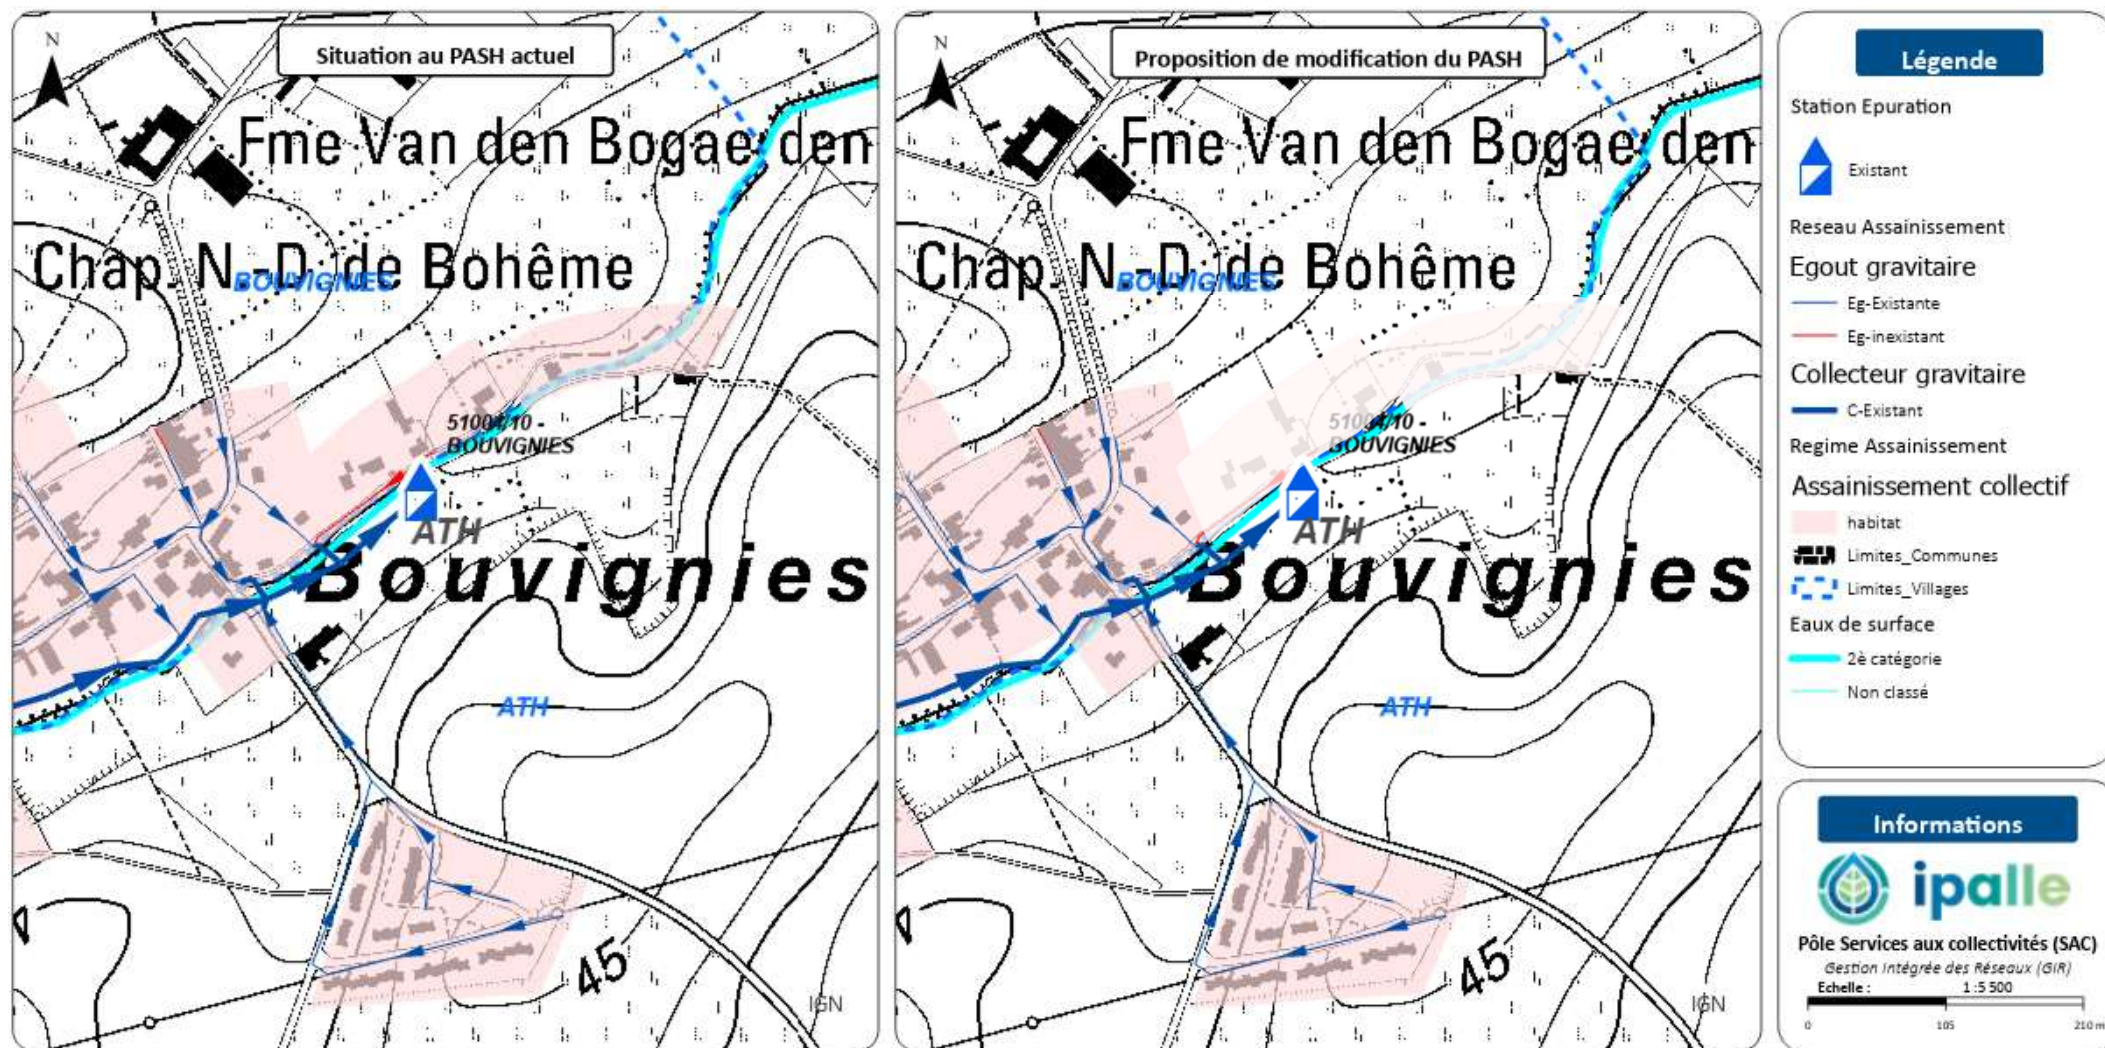 N
Situation au PASH actuel
Fme Van den Bogae den
Chap. N.-D. de Bohême
BOUVIGNIES
51004/10 -
BOUVIGNIES
ATH
Bouvignies
ATH
45
IGN
N
Proposition de modification du PASH
Fme Van den Bogae den
Chap. N.-D. de Bohême
BOUVIGNIES
51004/10 -
BOUVIGNIES
ATH
Bouvignies
ATH
45
IGN
Légende
Station Epuration
Existant
Reseau Assainissement
Egout gravitaire
Eg-Existante
Eg-inexistant
Collecteur gravitaire
C-Existant
Regime Assainissement
Assainissement collectif
habitat
Limites_Communes
Limites_Villages
Eaux de surface
2è catégorie
Non classé
Informations
ipalle
Pôle Services aux collectivités (SAC)
Gestion Intégrée des Réseaux (GIR)
Echelle : 1:5 500
0 105 210 m